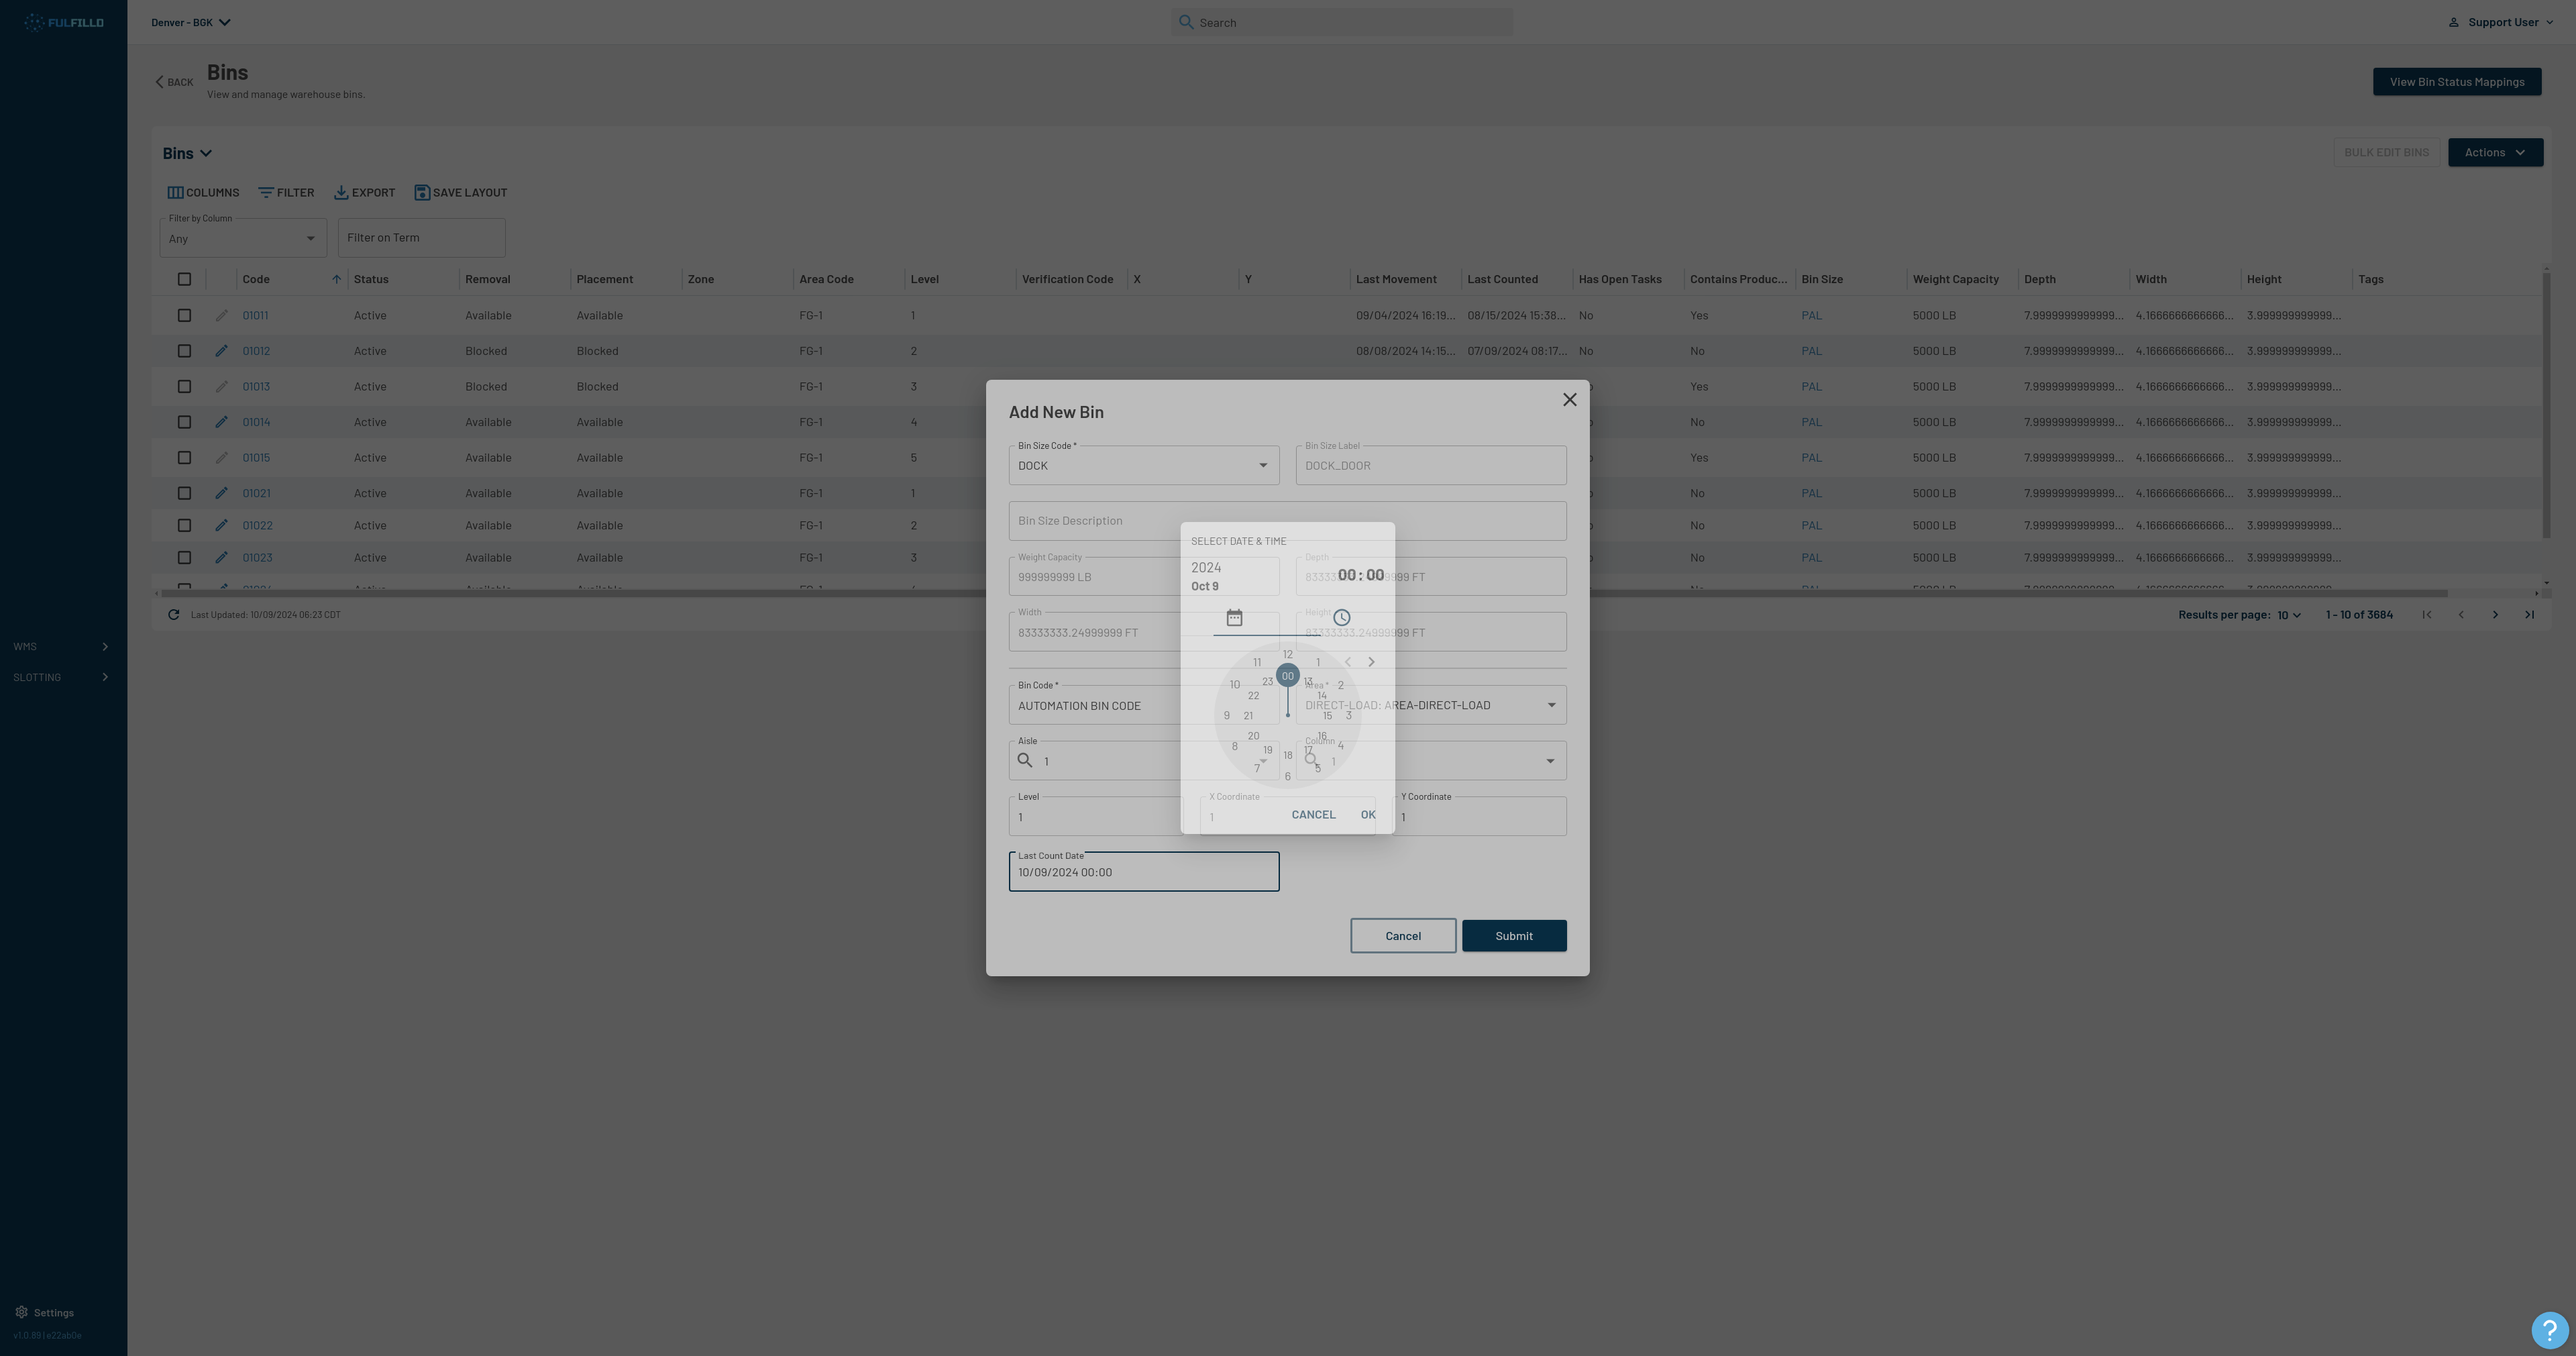 FULFILLD
Denver - BGK
Search
Support User
BACK
Bins
View and manage warehouse bins.
View Bin Status Mappings
Bins
BULK EDIT BINS
Actions
COLUMNS FILTER EXPORT SAVE LAYOUT
Filter by Column
Any
Filter on Term
Code Status Removal Placement Zone Area Code Level Verification Code X Y Last Movement Last Counted Has Open Tasks Contains Produc... Bin Size Weight Capacity Depth Width Height Tags
01011 Active Available Available FG-1 1 09/04/2024 16:19... 08/15/2024 15:38... No Yes PAL 5000 LB 7.9999999999999... 4.1666666666666... 3.999999999999...
01012 Active Blocked Blocked FG-1 2 08/08/2024 14:15... 07/09/2024 08:17... No No PAL 5000 LB 7.9999999999999... 4.1666666666666... 3.999999999999...
01013 Active Blocked Blocked FG-1 3 Yes PAL 5000 LB 7.9999999999999... 4.1666666666666... 3.999999999999...
01014 Active Available Available FG-1 4 No PAL 5000 LB 7.9999999999999... 4.1666666666666... 3.999999999999...
01015 Active Available Available FG-1 5 Yes PAL 5000 LB 7.9999999999999... 4.1666666666666... 3.999999999999...
01021 Active Available Available FG-1 1 No PAL 5000 LB 7.9999999999999... 4.1666666666666... 3.999999999999...
01022 Active Available Available FG-1 2 No PAL 5000 LB 7.9999999999999... 4.1666666666666... 3.999999999999...
01023 Active Available Available FG-1 3 No PAL 5000 LB 7.9999999999999... 4.1666666666666... 3.999999999999...
Last Updated: 10/09/2024 06:23 CDT
Results per page: 10
1 - 10 of 3684
WMS
SLOTTING
Settings
v1.0.89 | e22ab0e
Add New Bin
Bin Size Code *
DOCK
Bin Size Label
DOCK_DOOR
Bin Size Description
Weight Capacity
999999999 LB
Depth
Width
83333333.24999999 FT
Height
83333333.24999999 FT
Bin Code *
AUTOMATION BIN CODE
Area *
DIRECT-LOAD: AREA-DIRECT-LOAD
Aisle
1
Column
1
Level
1
X Coordinate
1
Y Coordinate
1
Last Count Date
10/09/2024 00:00
Cancel
Submit
SELECT DATE & TIME
2024
Oct 9
00:00
12
11 1
00
23 13
10 2
22 14
9 21 15 3
20 16
8 4
19 18 17
7 5
6
CANCEL OK
?